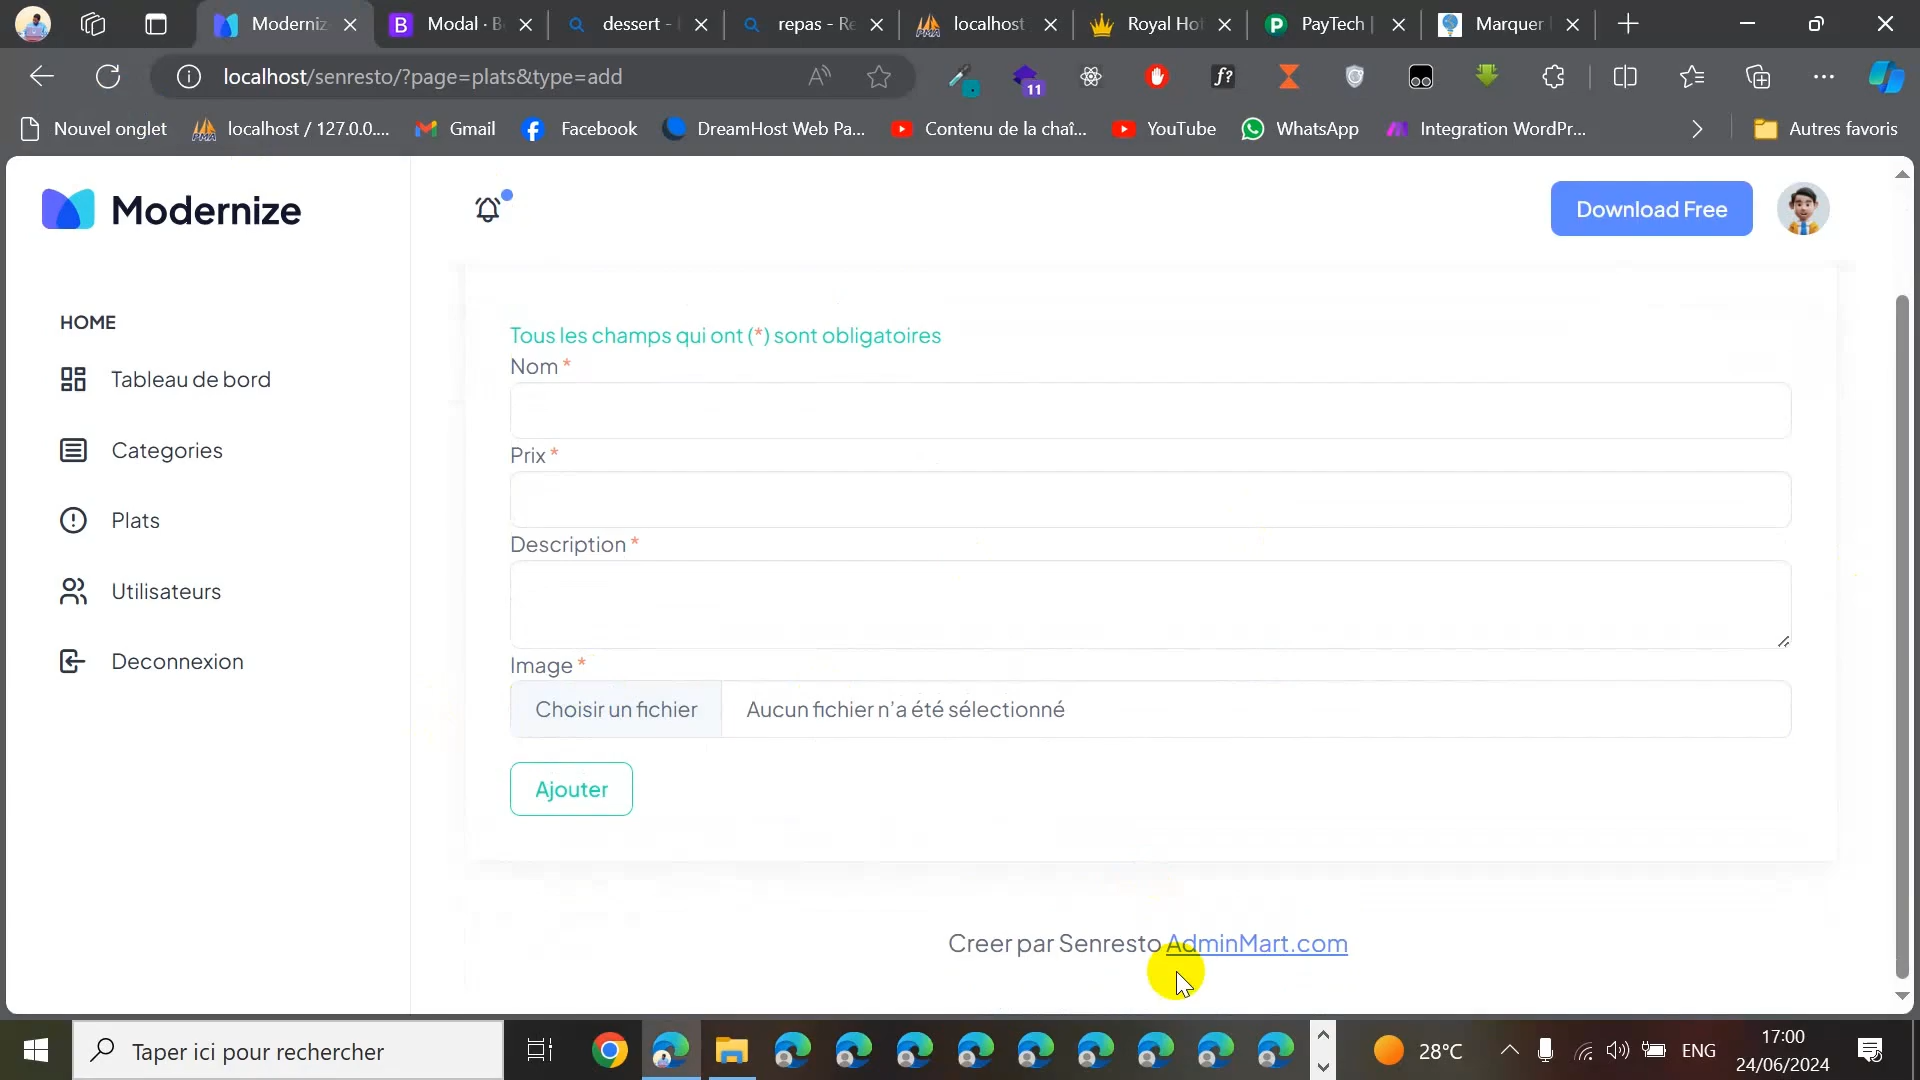 Moderniz
Modal · B
dessert -
repas - Re
localhost
Royal Ho
PayTech |
Marquer
localhost/senresto/?page=plats&type=add
11
f?
Nouvel onglet
localhost / 127.0.0....
Gmail
Facebook
DreamHost Web Pa...
Contenu de la chaî...
YouTube
WhatsApp
Integration WordPr...
Autres favoris
Modernize
Download Free
HOME
Tableau de bord
Categories
Plats
Utilisateurs
Deconnexion
Tous les champs qui ont (*) sont obligatoires
Nom *
Prix *
Description *
Image *
Choisir un fichier
Aucun fichier n’a été sélectionné
Ajouter
Creer par Senresto AdminMart.com
Taper ici pour rechercher
28°C
ENG
17:00
24/06/2024